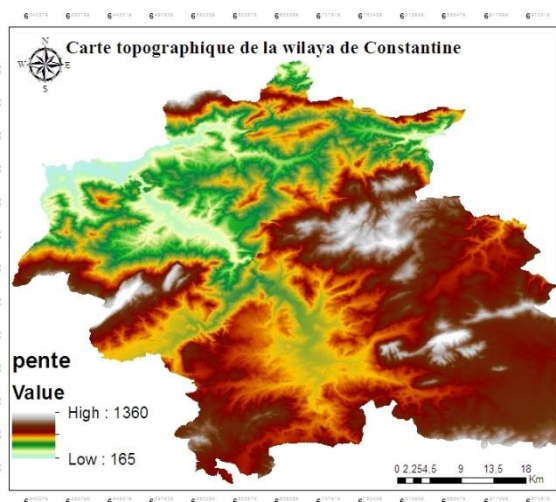 Carte topographique de la wilaya de Constantine
N
W E
S
pente
Value
High : 1360
Low : 165
0 2,254,5 9 13,5 18
Km